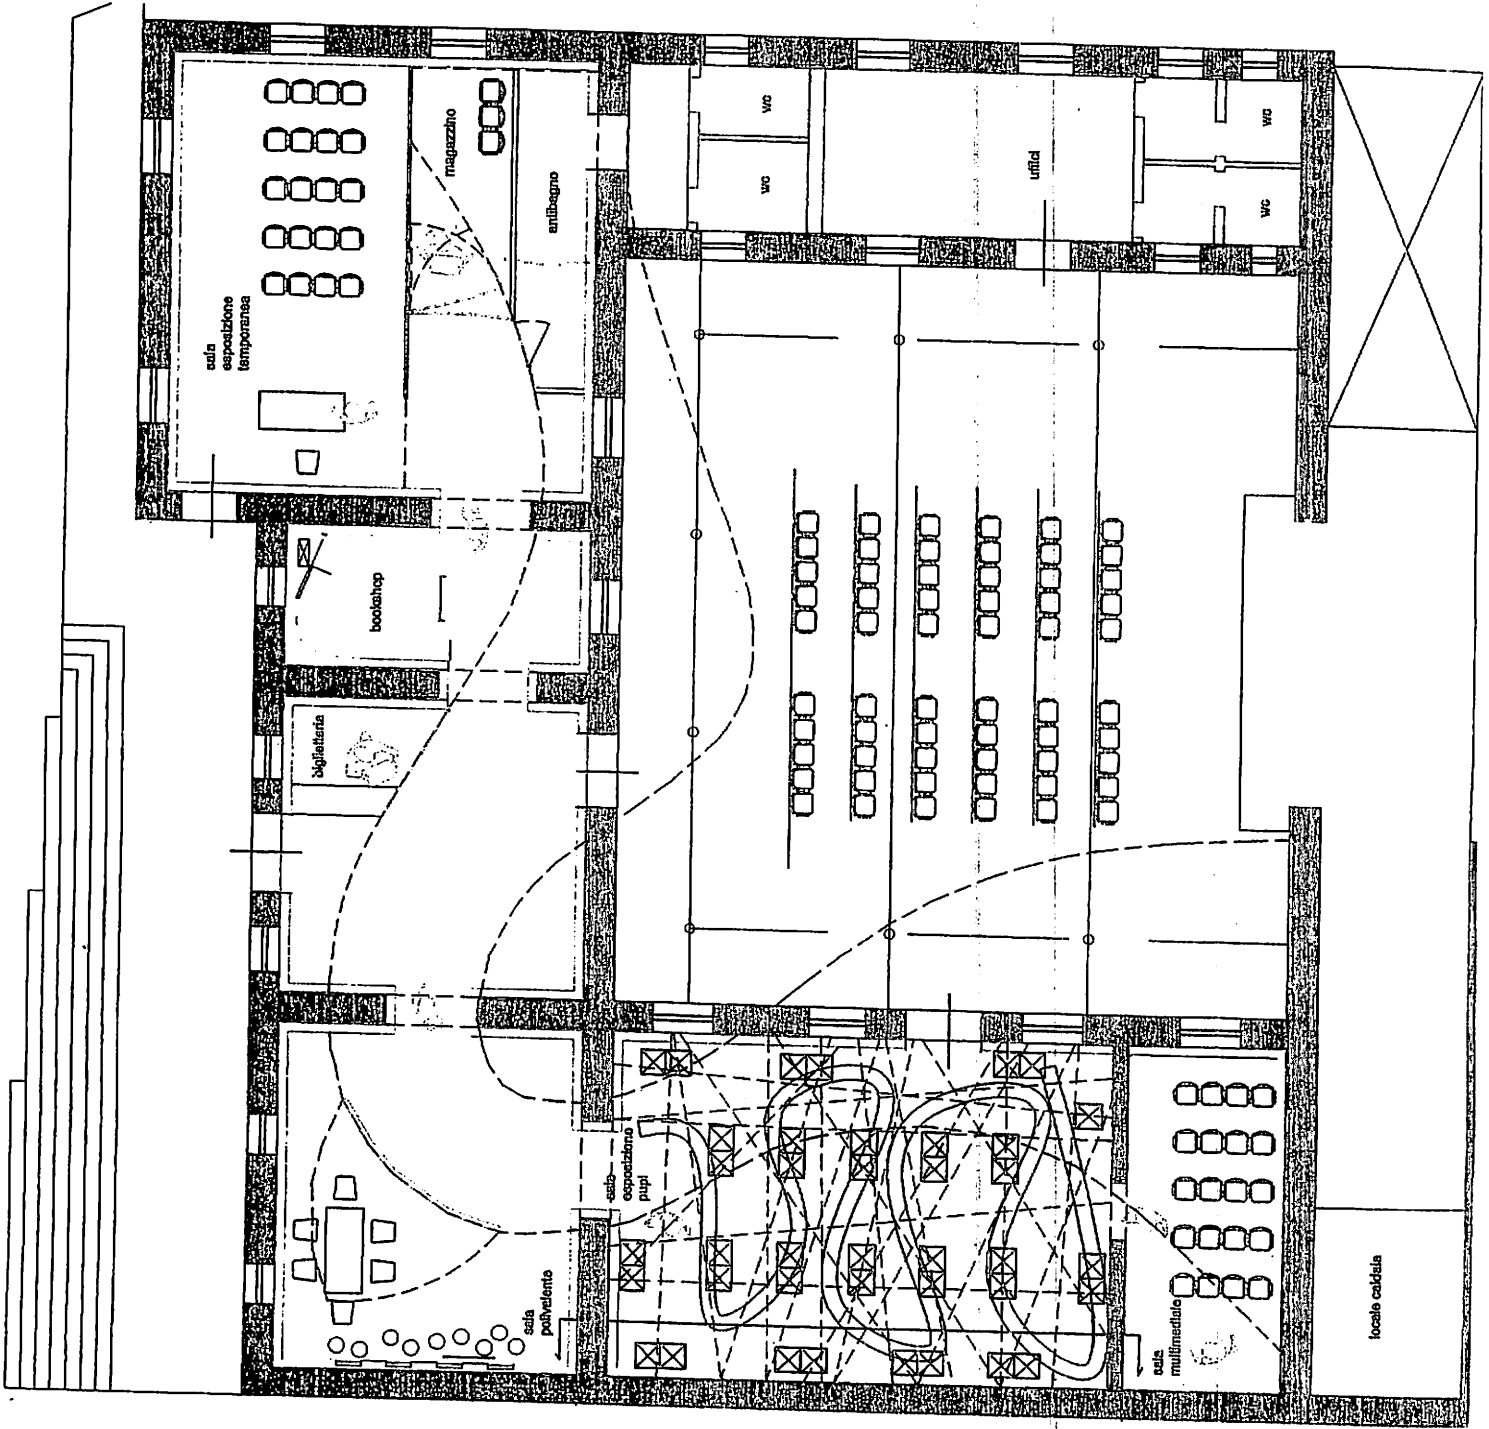 sala
esposizione
temporanea
magazzino
antibagno
wc
wc
uffici
wc
wc
bookshop
biglietteria
sala
polivalente
sala
esposizione
pupi
sala
multimediale
locale caldaia